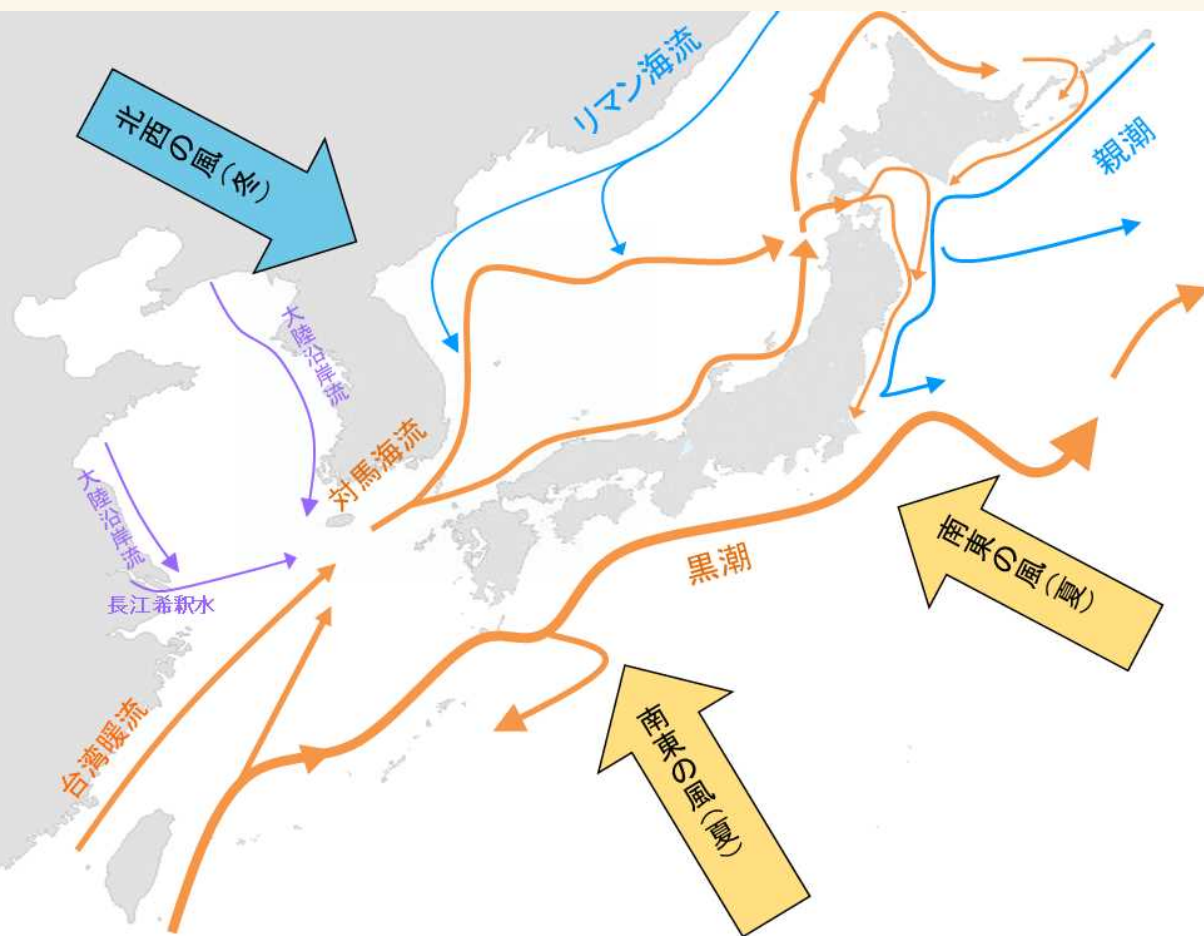 リマン海流
北西の風(冬)
親潮
大陸沿岸流
対馬海流
大陸沿岸流
南東の風(夏)
黒潮
長江希釈水
台湾暖流
南東の風(夏)